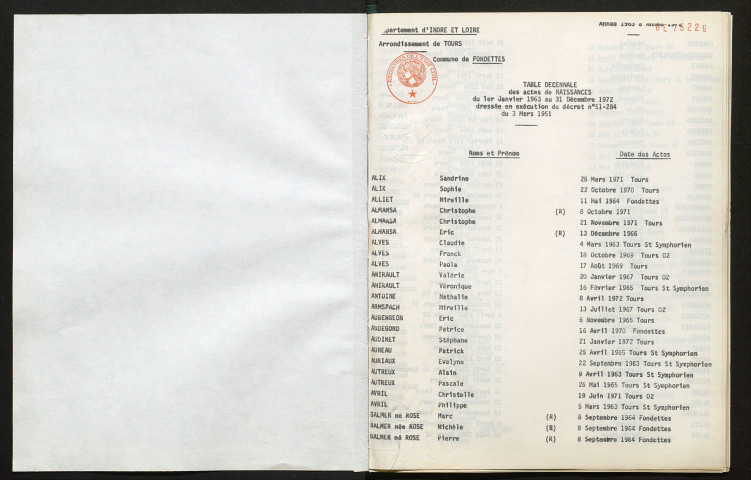 partement d'INDRE ET LOIRE
Arrondissement de TOURS
Commune de FONDETTES
TABLE DECENNALE
des actes de NAISSANCES
du 1er Janvier 1963 au 31 Décembre 1972
dressée en exécution du décret n°51-284
du 3 Mars 1951
Noms et Prénom Date des Actes
ALIX Sandrine 26 Mars 1971 Tours
ALIX Sophie 22 Octobre 1970 Tours
ALLIET Mireille 11 Mai 1964 Fondettes
ALMANSA Christophe (R) 8 Octobre 1971
ALMANSA Christophe 21 Novembre 1971 Tours
ALMANSA Eric (R) 13 Décembre 1966
ALVES Claudie 4 Mars 1963 Tours St Symphorien
ALVES Franck 18 Octobre 1969 Tours 02
ALVES Paola 17 Août 1969 Tours
AMIRAULT Valérie 20 Janvier 1967 Tours 02
AMIRAULT Véronique 16 Février 1965 Tours St Symphorien
ANTOINE Nathalie 8 Avril 1972 Tours
ARNSPACH Mireille 13 Juillet 1967 Tours 02
AUBENGEON Eric 6 Novembre 1965 Tours
AUDEGOND Patrice 16 Avril 1970 Fondettes
AUDINET Stéphane 21 Janvier 1972 Tours
AUNEAU Patrick 25 Avril 1965 Tours St Symphorien
AURIAUX Evelyne 22 Septembre 1963 Tours St Symphorien
AUTREUX Alain 9 Avril 1963 Tours St Symphorien
AUTREUX Pascale 26 Mai 1965 Tours St Symphorien
AVRIL Christelle 19 Juin 1971 Tours 02
AVRIL Philippe 5 Mars 1963 Tours St Symphorien
BALMER né ROSE Marc (R) 8 Septembre 1964 Fondettes
BALMER née ROSE Michèle (R) 8 Septembre 1964 Fondettes
BALMER né ROSE Pierre (R) 8 Septembre 1964 Fondettes